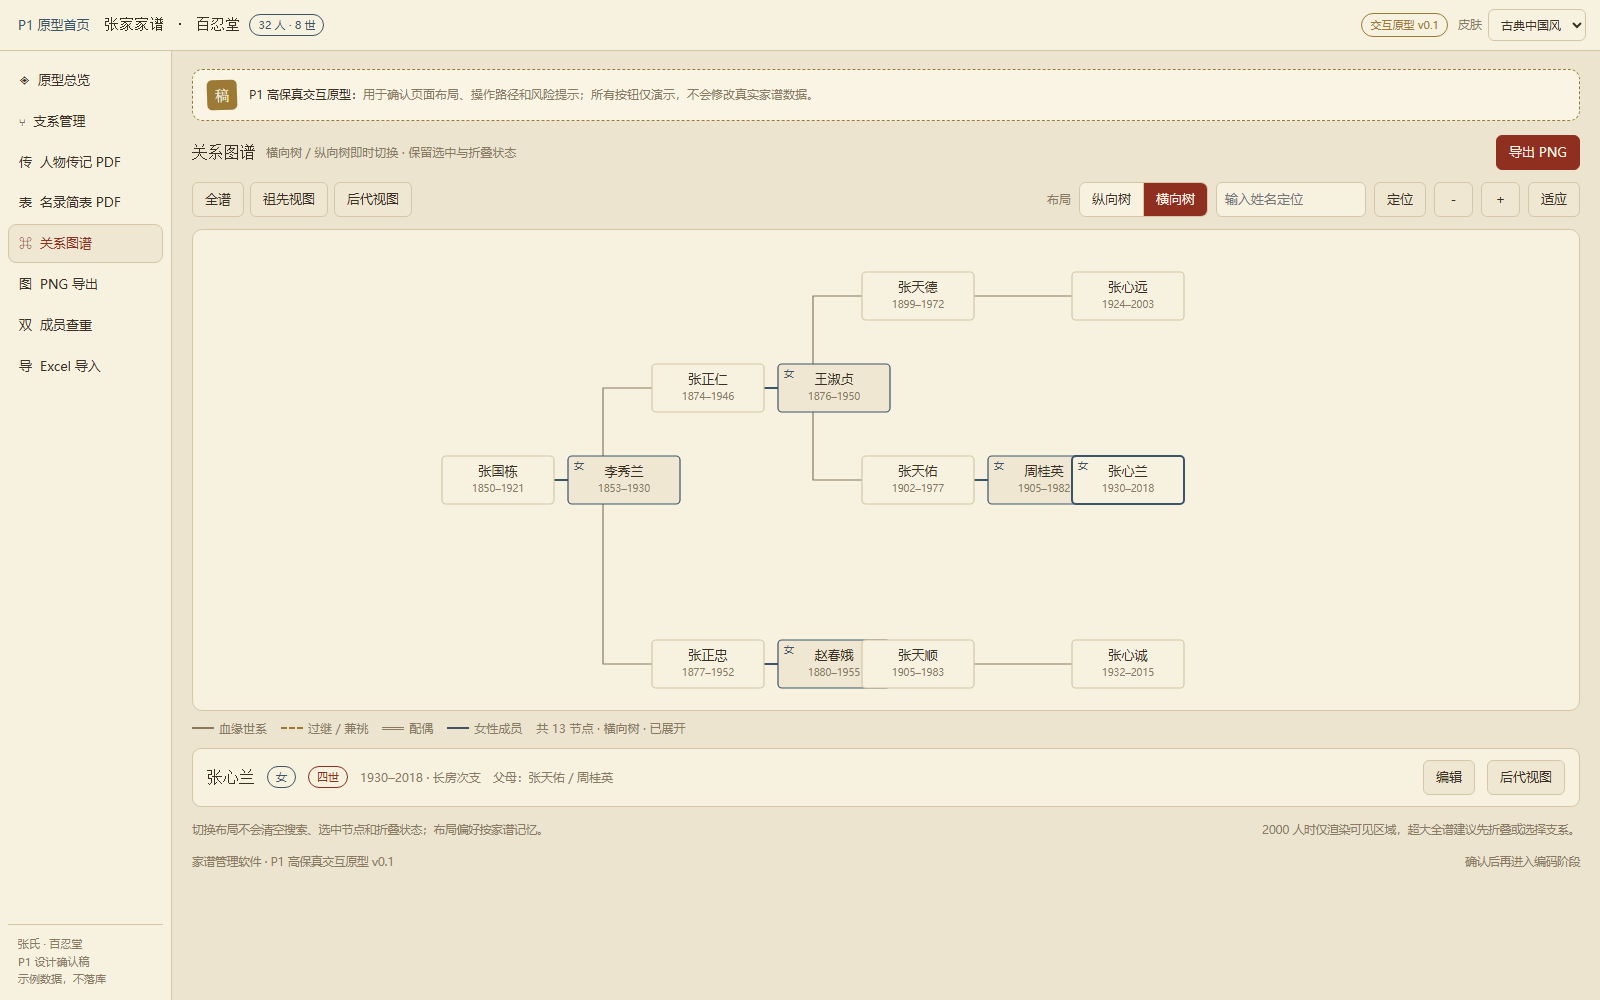 P1 原型首页 张家家谱 · 百忍堂 32 人 · 8 世
交互原型 v0.1 皮肤 古典中国风
◈ 原型总览
⑂ 支系管理
传 人物传记 PDF
表 名录简表 PDF
⌘ 关系图谱
图 PNG 导出
双 成员查重
导 Excel 导入
张氏 · 百忍堂
P1 设计确认稿
示例数据，不落库
稿 P1 高保真交互原型：用于确认页面布局、操作路径和风险提示；所有按钮仅演示，不会修改真实家谱数据。
关系图谱 横向树 / 纵向树即时切换 · 保留选中与折叠状态
导出 PNG
全谱 祖先视图 后代视图
布局 纵向树 横向树 输入姓名定位 定位 - + 适应
张天德
1899–1972
张心远
1924–2003
张正仁
1874–1946
女 王淑贞
1876–1950
张国栋
1850–1921
女 李秀兰
1853–1930
张天佑
1902–1977
女 周桂英
1905–1982
女 张心兰
1930–2018
张正忠
1877–1952
女 赵春娥
1880–1955
张天顺
1905–1983
张心诚
1932–2015
血缘世系 过继 / 兼祧 配偶 女性成员 共 13 节点 · 横向树 · 已展开
张心兰 女 四世 1930–2018 · 长房次支 父母：张天佑 / 周桂英
编辑 后代视图
切换布局不会清空搜索、选中节点和折叠状态；布局偏好按家谱记忆。
2000 人时仅渲染可见区域，超大全谱建议先折叠或选择支系。
家谱管理软件 · P1 高保真交互原型 v0.1
确认后再进入编码阶段